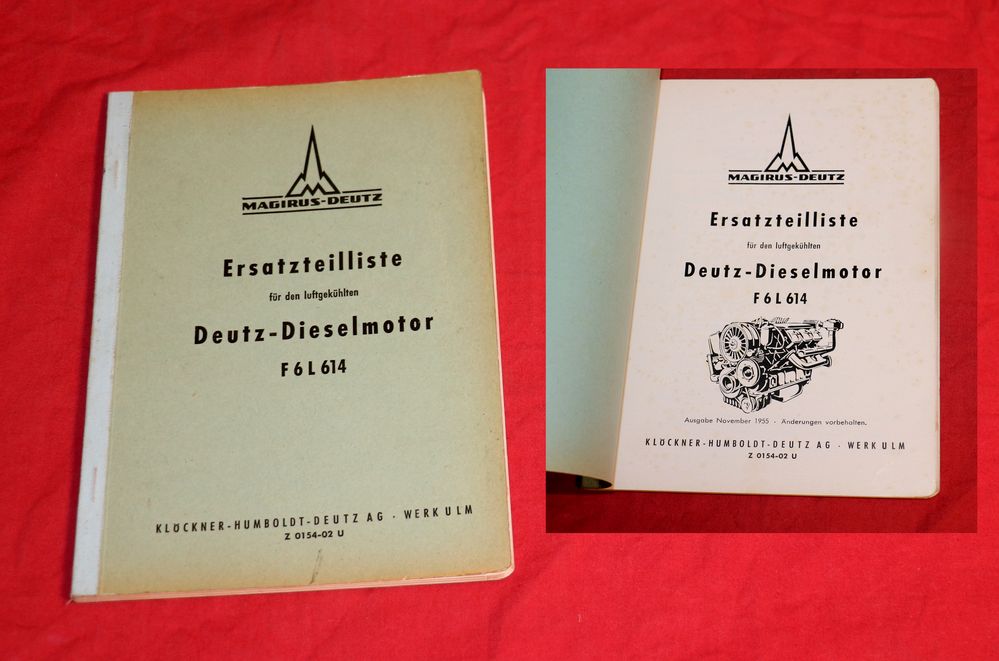 MAGIRUS-DEUTZ
Ersatzteilliste
für den luftgekühlten
Deutz-Dieselmotor
F6L614
KLÖCKNER-HUMBOLDT-DEUTZ AG · WERK ULM
Z 0154-02 U
MAGIRUS-DEUTZ
Ersatzteilliste
für den luftgekühlten
Deutz-Dieselmotor
F6L614
Ausgabe November 1955 · Änderungen vorbehalten.
KLÖCKNER-HUMBOLDT-DEUTZ AG · WERK ULM
Z 0154-02 U